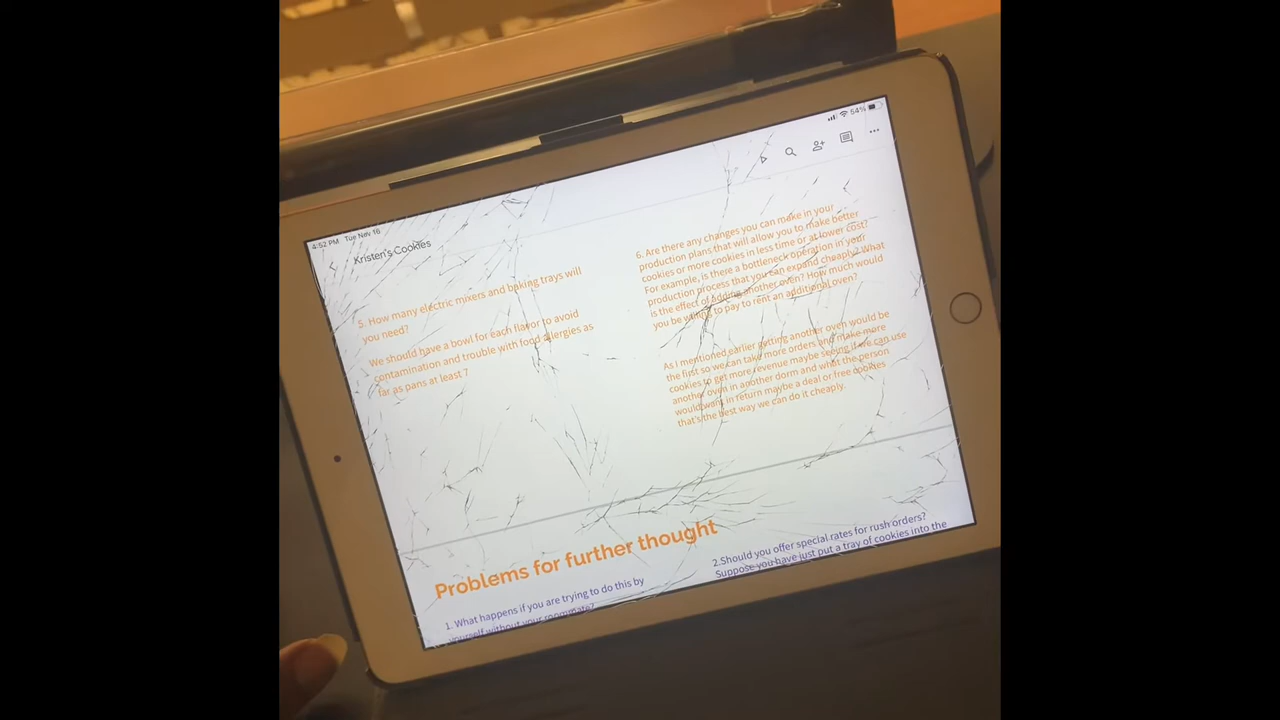 4:52 PM Tue Nov 16
54%
Kristen's Cookies
5. How many electric mixers and baking trays will
you need?
We should have a bowl for each flavor to avoid
contamination and trouble with food allergies as
far as pans at least 7
6. Are there any changes you can make in your
production plans that will allow you to make better
cookies or more cookies in less time or at lower cost?
For example, is there a bottleneck operation in your
production process that you can expand cheaply? What
is the effect of adding another oven? How much would
you be willing to pay to rent an additional oven?
As I mentioned earlier getting another oven would be
the first so we can take more orders and make more
cookies to get more revenue maybe seeing if we can use
another oven in another dorm and what the person
would want in return maybe a deal or free cookies
that's the best way we can do it cheaply.
Problems for further thought
1. What happens if you are trying to do this by
yourself without your roommate?
2.Should you offer special rates for rush orders?
Suppose you have just put a tray of cookies into the